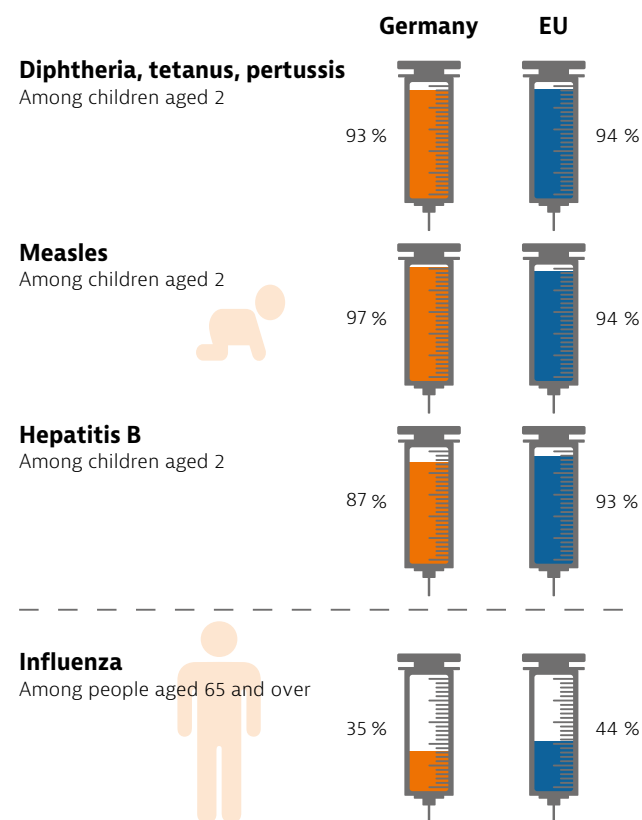 Germany EU
Diphtheria, tetanus, pertussis
Among children aged 2
93 % 94 %
Measles
Among children aged 2
97 % 94 %
Hepatitis B
Among children aged 2
87 % 93 %
Influenza
Among people aged 65 and over
35 % 44 %